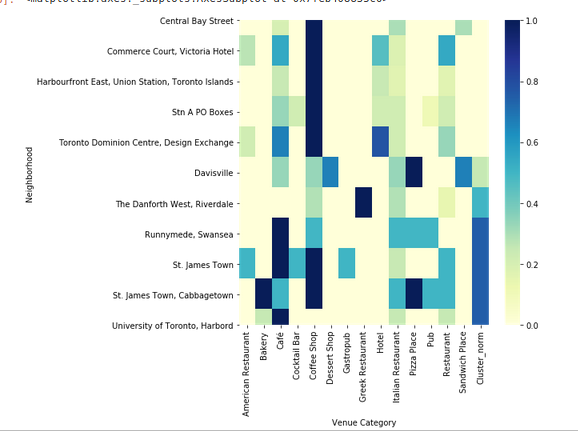 Central Bay Street
Commerce Court, Victoria Hotel
Harbourfront East, Union Station, Toronto Islands
Stn A PO Boxes
Toronto Dominion Centre, Design Exchange
Davisville
The Danforth West, Riverdale
Runnymede, Swansea
St. James Town
St. James Town, Cabbagetown
University of Toronto, Harbord
Neighborhood
1.0
0.8
0.6
0.4
0.2
0.0
American Restaurant
Bakery
Café
Cocktail Bar
Coffee Shop
Dessert Shop
Gastropub
Greek Restaurant
Hotel
Italian Restaurant
Pizza Place
Pub
Restaurant
Sandwich Place
Cluster_norm
Venue Category